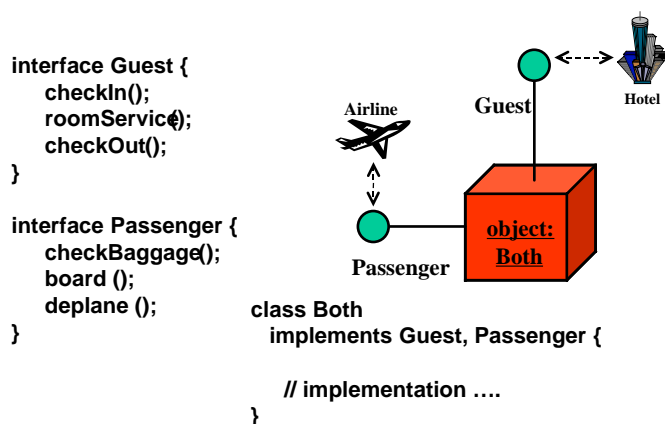 interface Guest {
checkIn();
roomService();
checkOut();
}
interface Passenger {
checkBaggage();
board ();
deplane ();
}
Airline
Guest
Hotel
Passenger
object:
Both
class Both
implements Guest, Passenger {
// implementation ….
}